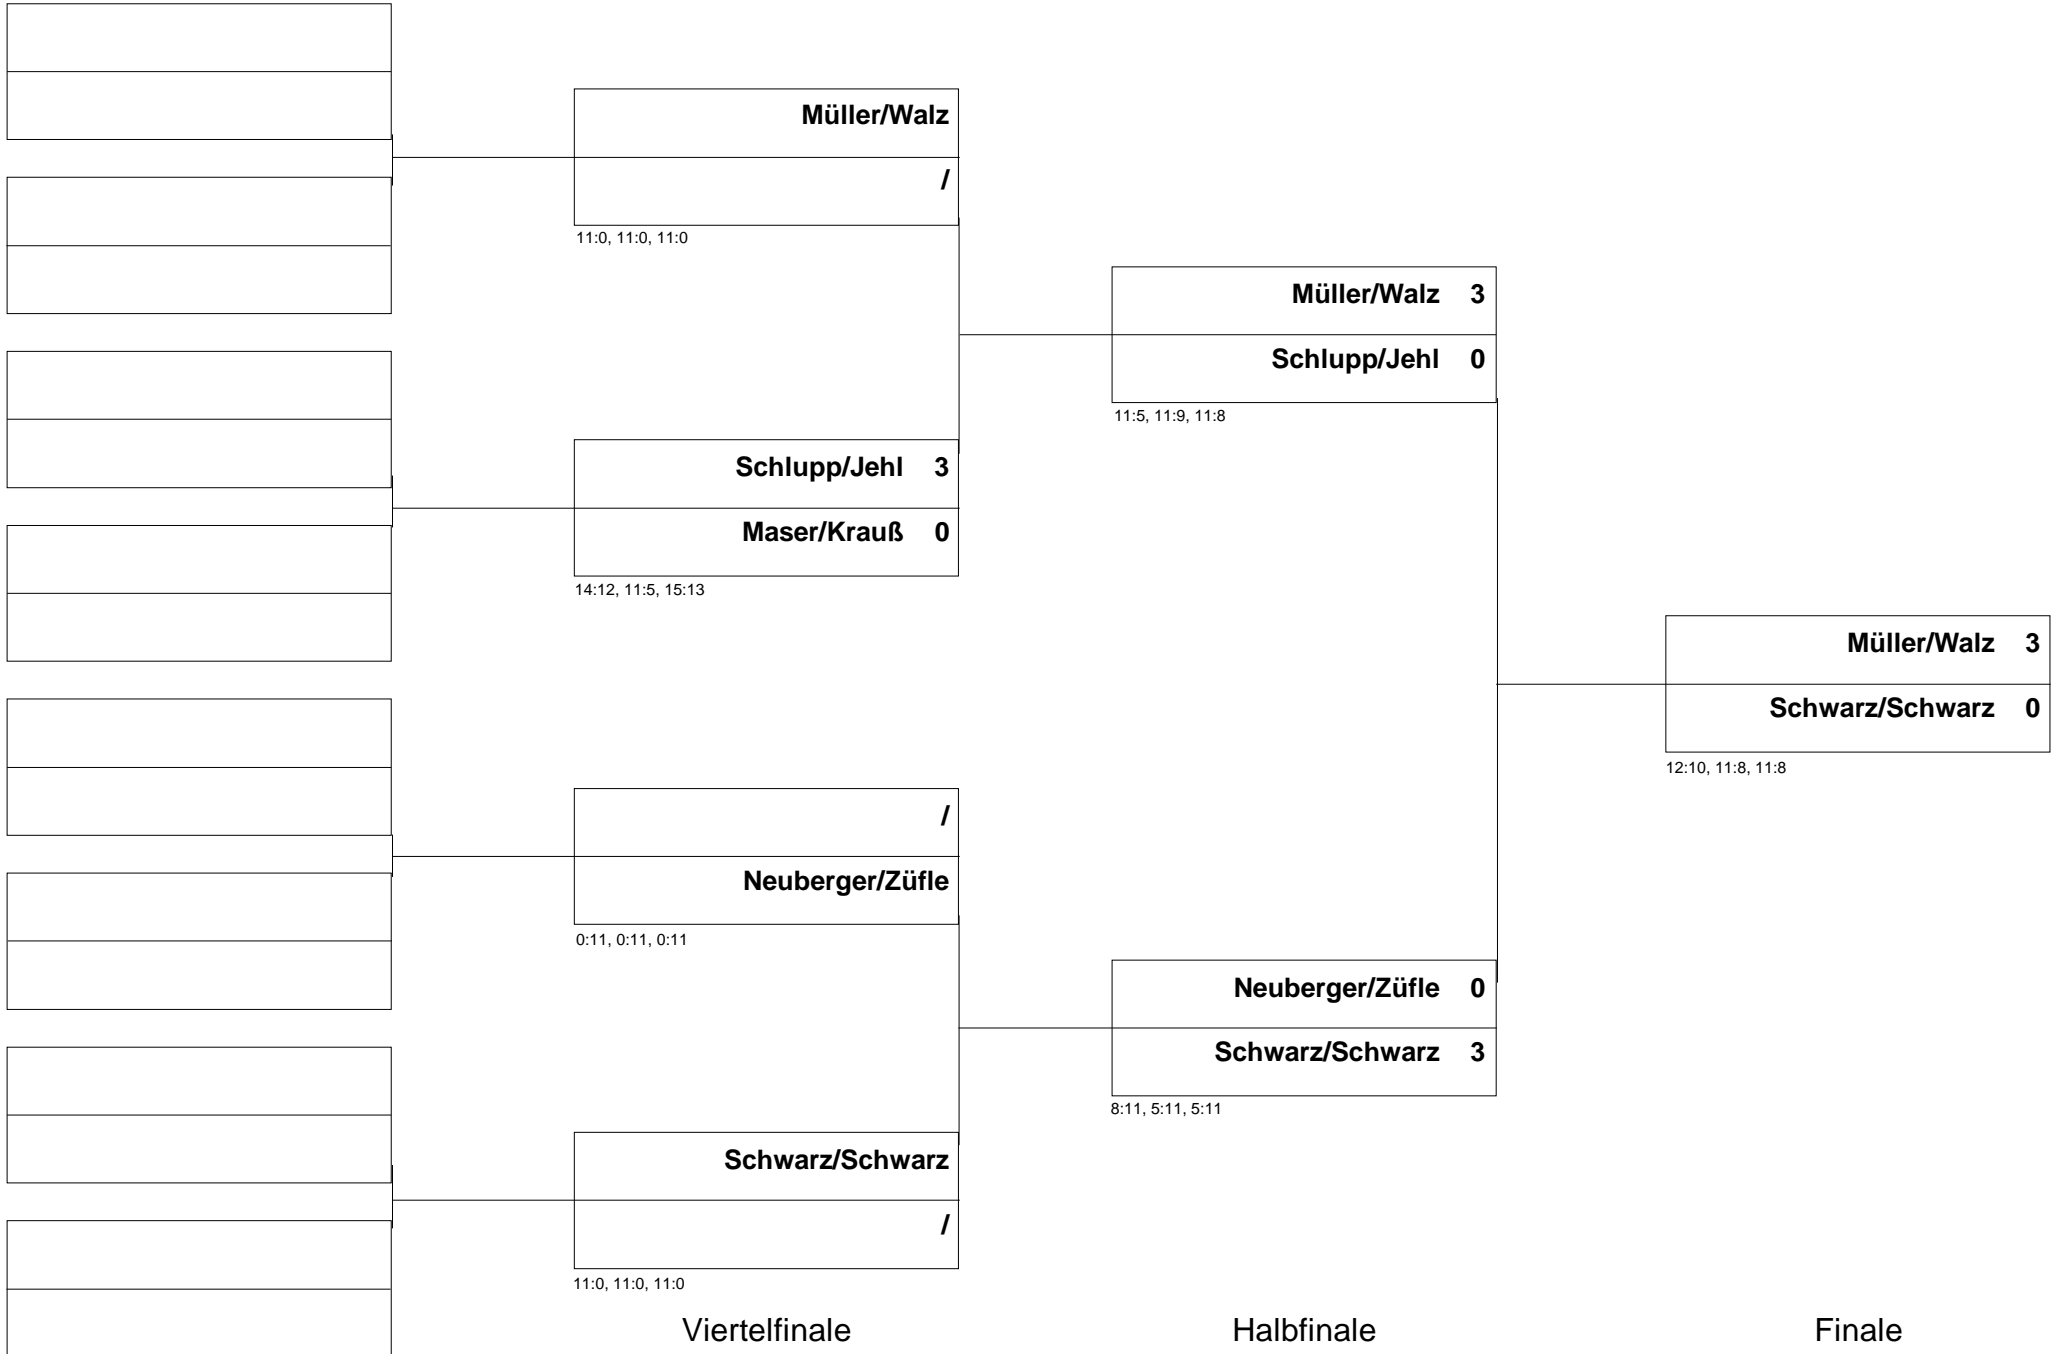 Müller/Walz
/
11:0, 11:0, 11:0
Schlupp/Jehl 3
Maser/Krauß 0
14:12, 11:5, 15:13
/
Neuberger/Züfle
0:11, 0:11, 0:11
Schwarz/Schwarz
/
11:0, 11:0, 11:0
Viertelfinale
Müller/Walz 3
Schlupp/Jehl 0
11:5, 11:9, 11:8
Neuberger/Züfle 0
Schwarz/Schwarz 3
8:11, 5:11, 5:11
Halbfinale
Müller/Walz 3
Schwarz/Schwarz 0
12:10, 11:8, 11:8
Finale